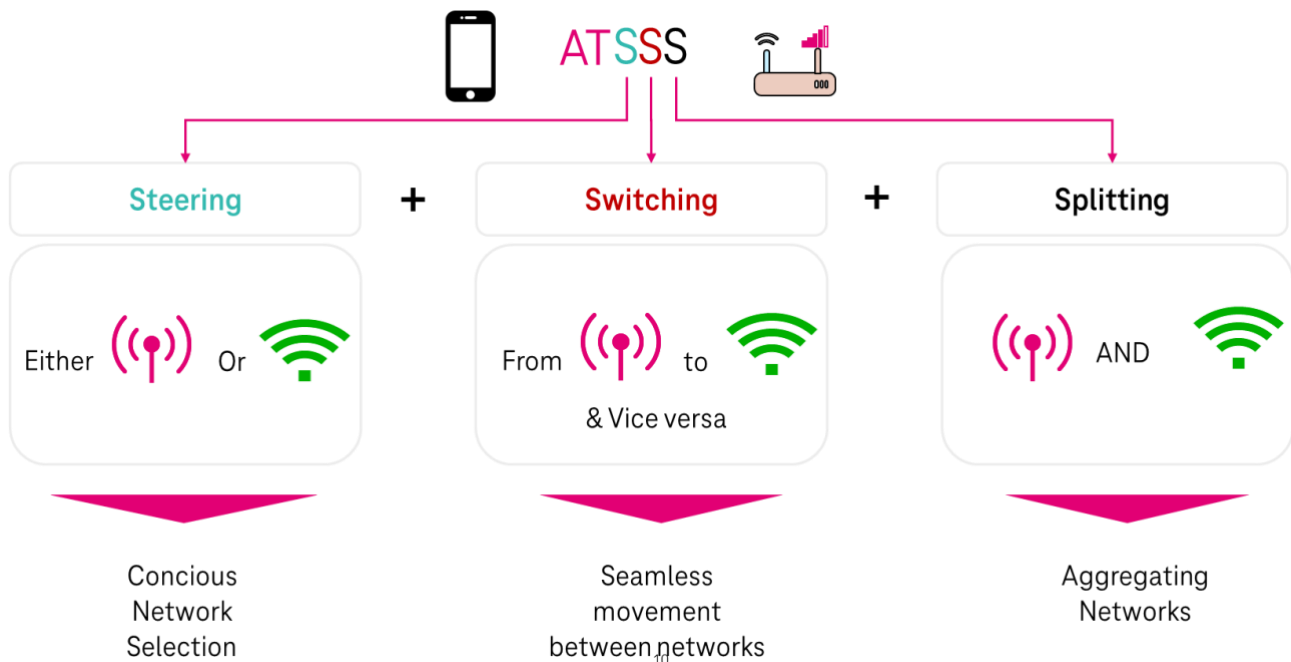 ATSSS
Steering + Switching + Splitting
Either Or
From to
& Vice versa
AND
Concious
Network
Selection
Seamless
movement
between networks
Aggregating
Networks
10